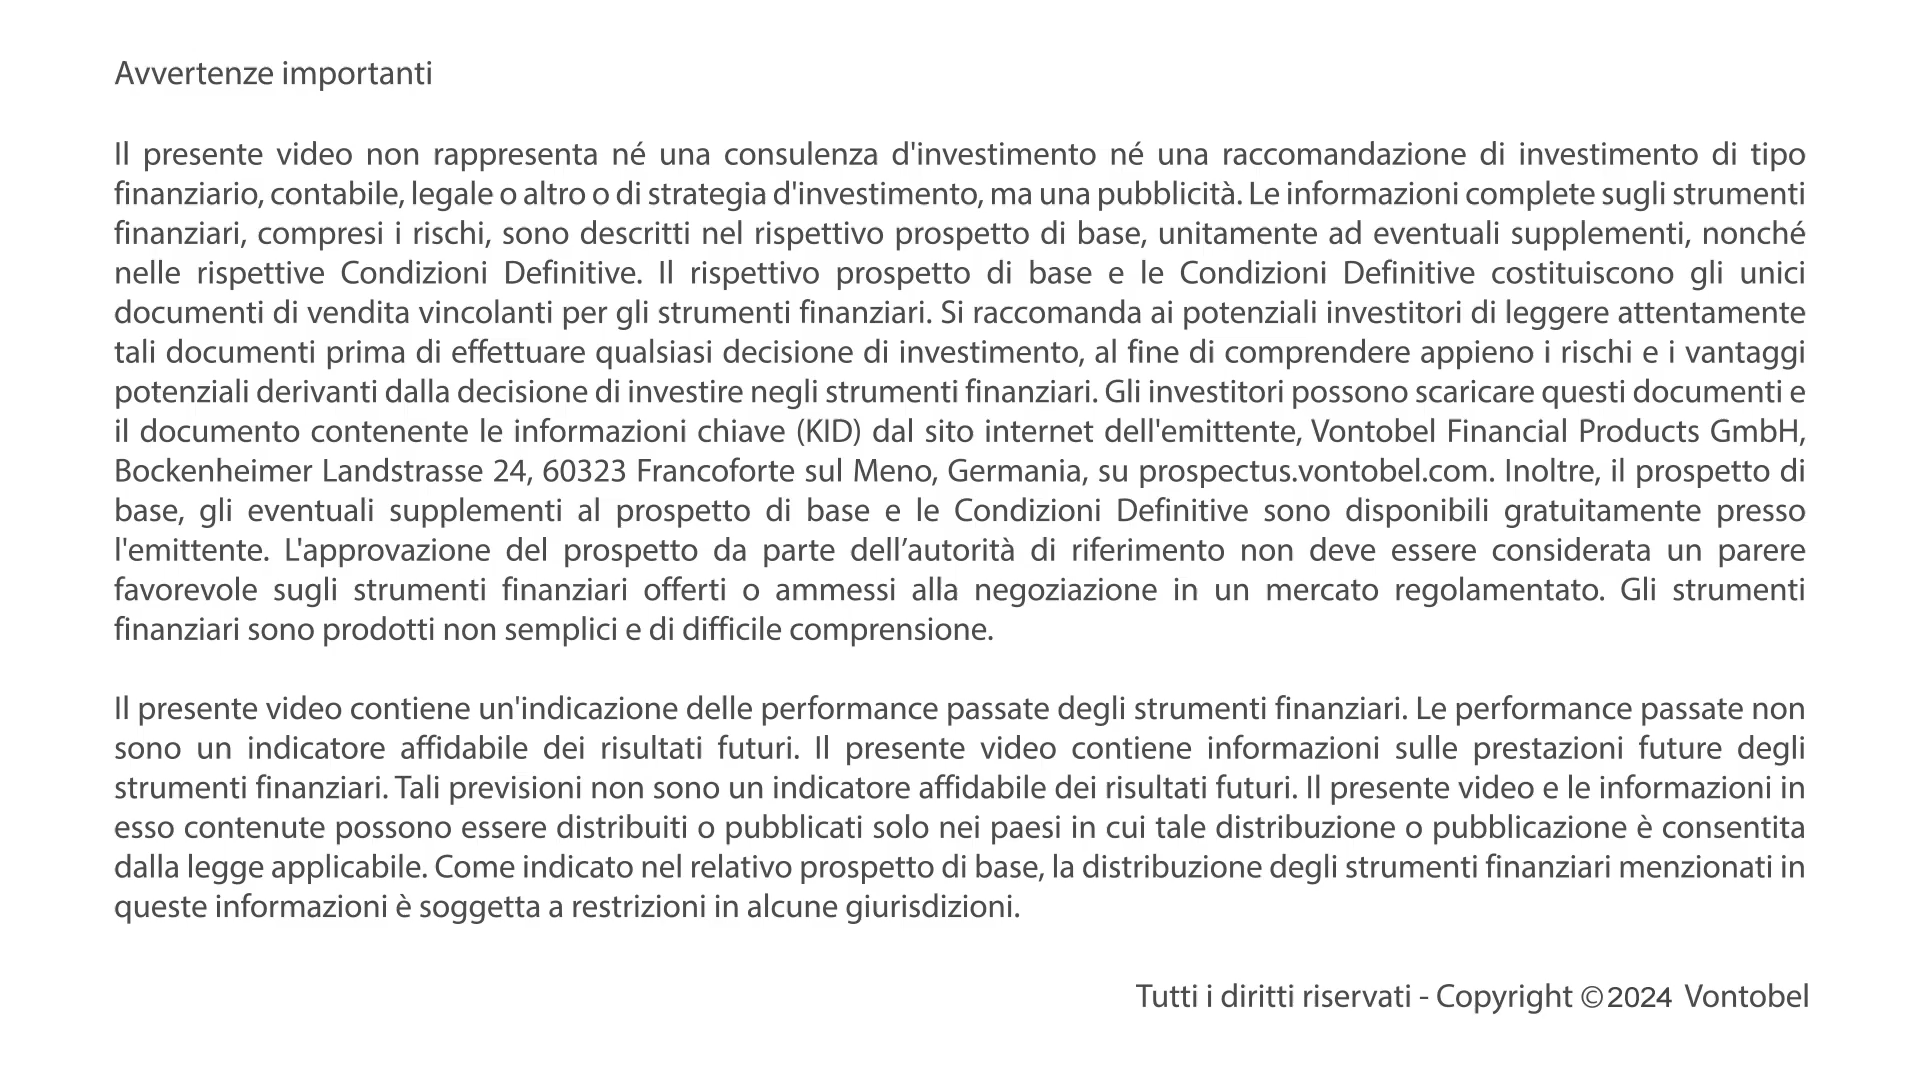 Avvertenze importanti
Il presente video non rappresenta né una consulenza d'investimento né una raccomandazione di investimento di tipo
finanziario, contabile, legale o altro o di strategia d'investimento, ma una pubblicità. Le informazioni complete sugli strumenti
finanziari, compresi i rischi, sono descritti nel rispettivo prospetto di base, unitamente ad eventuali supplementi, nonché
nelle rispettive Condizioni Definitive. Il rispettivo prospetto di base e le Condizioni Definitive costituiscono gli unici
documenti di vendita vincolanti per gli strumenti finanziari. Si raccomanda ai potenziali investitori di leggere attentamente
tali documenti prima di effettuare qualsiasi decisione di investimento, al fine di comprendere appieno i rischi e i vantaggi
potenziali derivanti dalla decisione di investire negli strumenti finanziari. Gli investitori possono scaricare questi documenti e
il documento contenente le informazioni chiave (KID) dal sito internet dell'emittente, Vontobel Financial Products GmbH,
Bockenheimer Landstrasse 24, 60323 Francoforte sul Meno, Germania, su prospectus.vontobel.com. Inoltre, il prospetto di
base, gli eventuali supplementi al prospetto di base e le Condizioni Definitive sono disponibili gratuitamente presso
l'emittente. L'approvazione del prospetto da parte dell’autorità di riferimento non deve essere considerata un parere
favorevole sugli strumenti finanziari offerti o ammessi alla negoziazione in un mercato regolamentato. Gli strumenti
finanziari sono prodotti non semplici e di difficile comprensione.
Il presente video contiene un'indicazione delle performance passate degli strumenti finanziari. Le performance passate non
sono un indicatore affidabile dei risultati futuri. Il presente video contiene informazioni sulle prestazioni future degli
strumenti finanziari. Tali previsioni non sono un indicatore affidabile dei risultati futuri. Il presente video e le informazioni in
esso contenute possono essere distribuiti o pubblicati solo nei paesi in cui tale distribuzione o pubblicazione è consentita
dalla legge applicabile. Come indicato nel relativo prospetto di base, la distribuzione degli strumenti finanziari menzionati in
queste informazioni è soggetta a restrizioni in alcune giurisdizioni.
Tutti i diritti riservati - Copyright ©2024 Vontobel